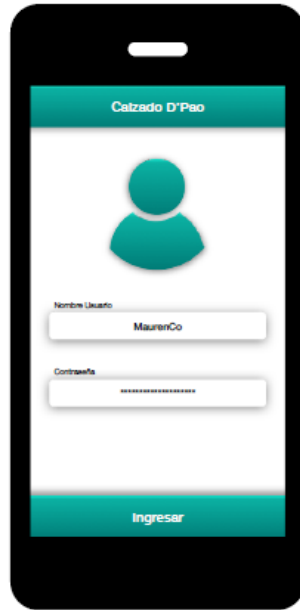 Calzado D'Pao
Nombre Usuario
MaurenCo
Contraseña
********************
Ingresar